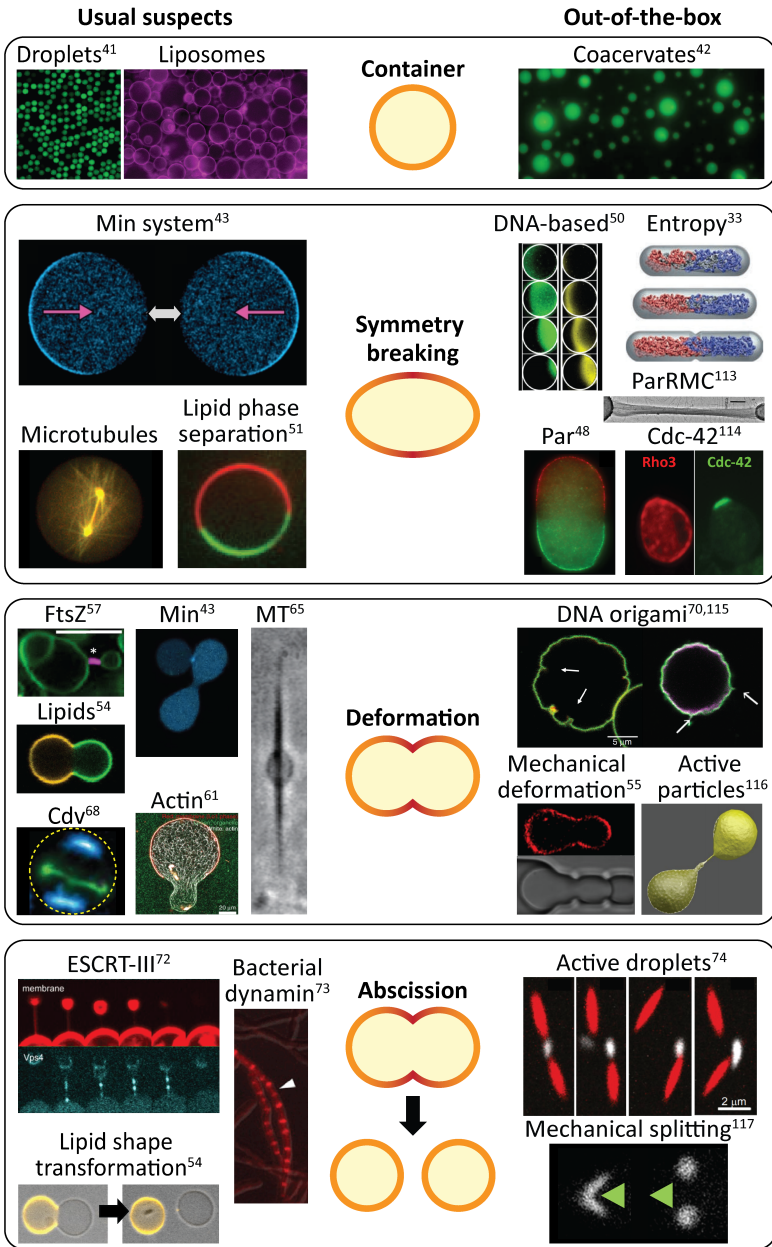 Usual suspects
Out-of-the-box
Droplets41
Liposomes
Container
Coacervates42
Min system43
DNA-based50
Entropy33
Symmetry
breaking
ParRMC113
Microtubules
Lipid phase
separation51
Par48
Cdc-42114
Rho3
Cdc-42
FtsZ57
Min43
MT65
*
Lipids54
Cdv68
Actin61
White: actin
20 µm
Deformation
DNA origami70,115
5 µm
Mechanical
deformation55
Active
particles116
ESCRT-III72
membrane
Vps4
Bacterial
dynamin73
Lipid shape
transformation54
Abscission
Active droplets74
2 µm
Mechanical splitting117